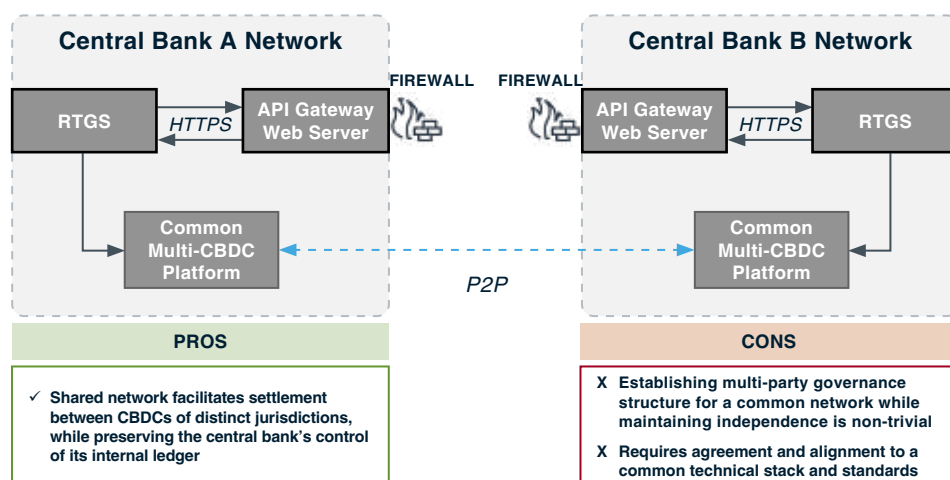 Central Bank A Network
Central Bank B Network
FIREWALL
FIREWALL
RTGS
HTTPS
API Gateway
Web Server
API Gateway
Web Server
HTTPS
RTGS
Common
Multi-CBDC
Platform
Common
Multi-CBDC
Platform
P2P
PROS
CONS
✓ Shared network facilitates settlement
between CBDCs of distinct jurisdictions,
while preserving the central bank's control
of its internal ledger
X Establishing multi-party governance
structure for a common network while
maintaining independence is non-trivial
X Requires agreement and alignment to a
common technical stack and standards